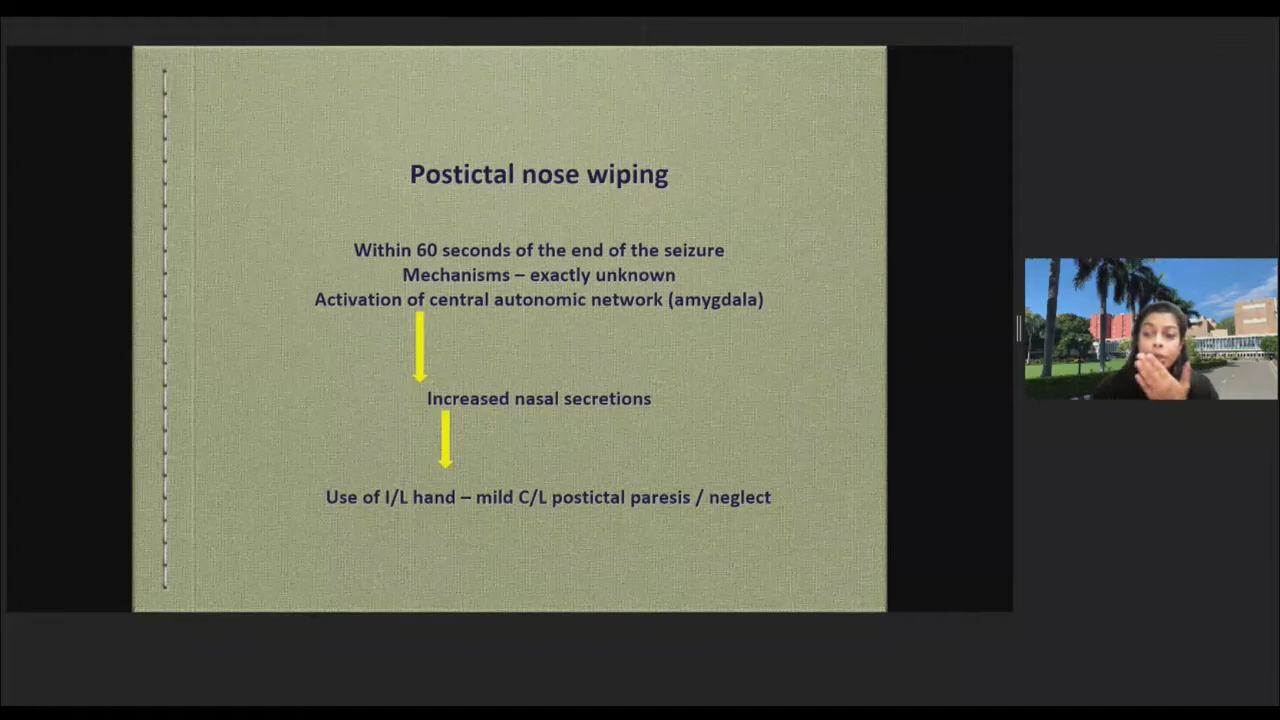 Postictal nose wiping
Within 60 seconds of the end of the seizure
Mechanisms – exactly unknown
Activation of central autonomic network (amygdala)
Increased nasal secretions
Use of I/L hand – mild C/L postictal paresis / neglect